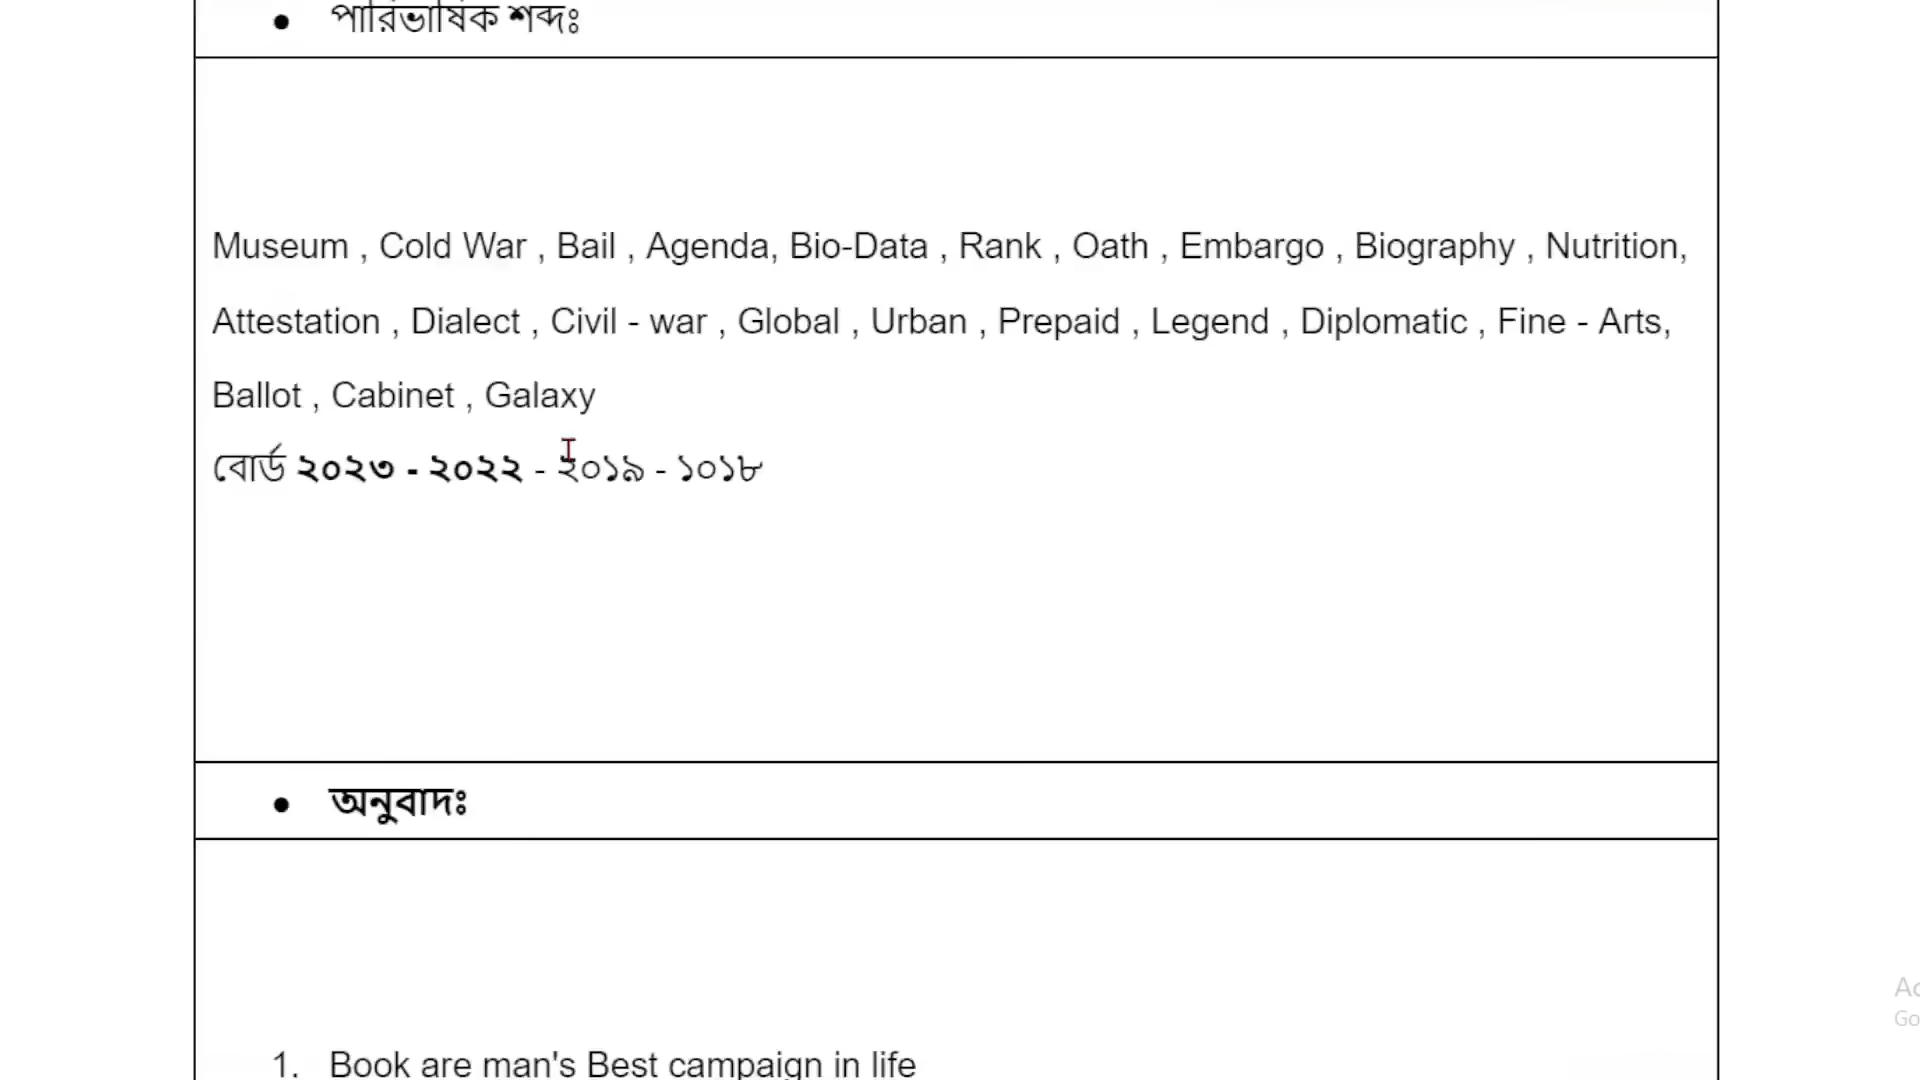 পারিভাষিক শব্দঃ
Museum , Cold War , Bail , Agenda, Bio-Data , Rank , Oath , Embargo , Biography , Nutrition,
Attestation , Dialect , Civil - war , Global , Urban , Prepaid , Legend , Diplomatic , Fine - Arts,
Ballot , Cabinet , Galaxy
বোর্ড ২০২৩ - ২০২২ - ২০১৯ - ১০১৮
অনুবাদঃ
1. Book are man's Best campaign in life